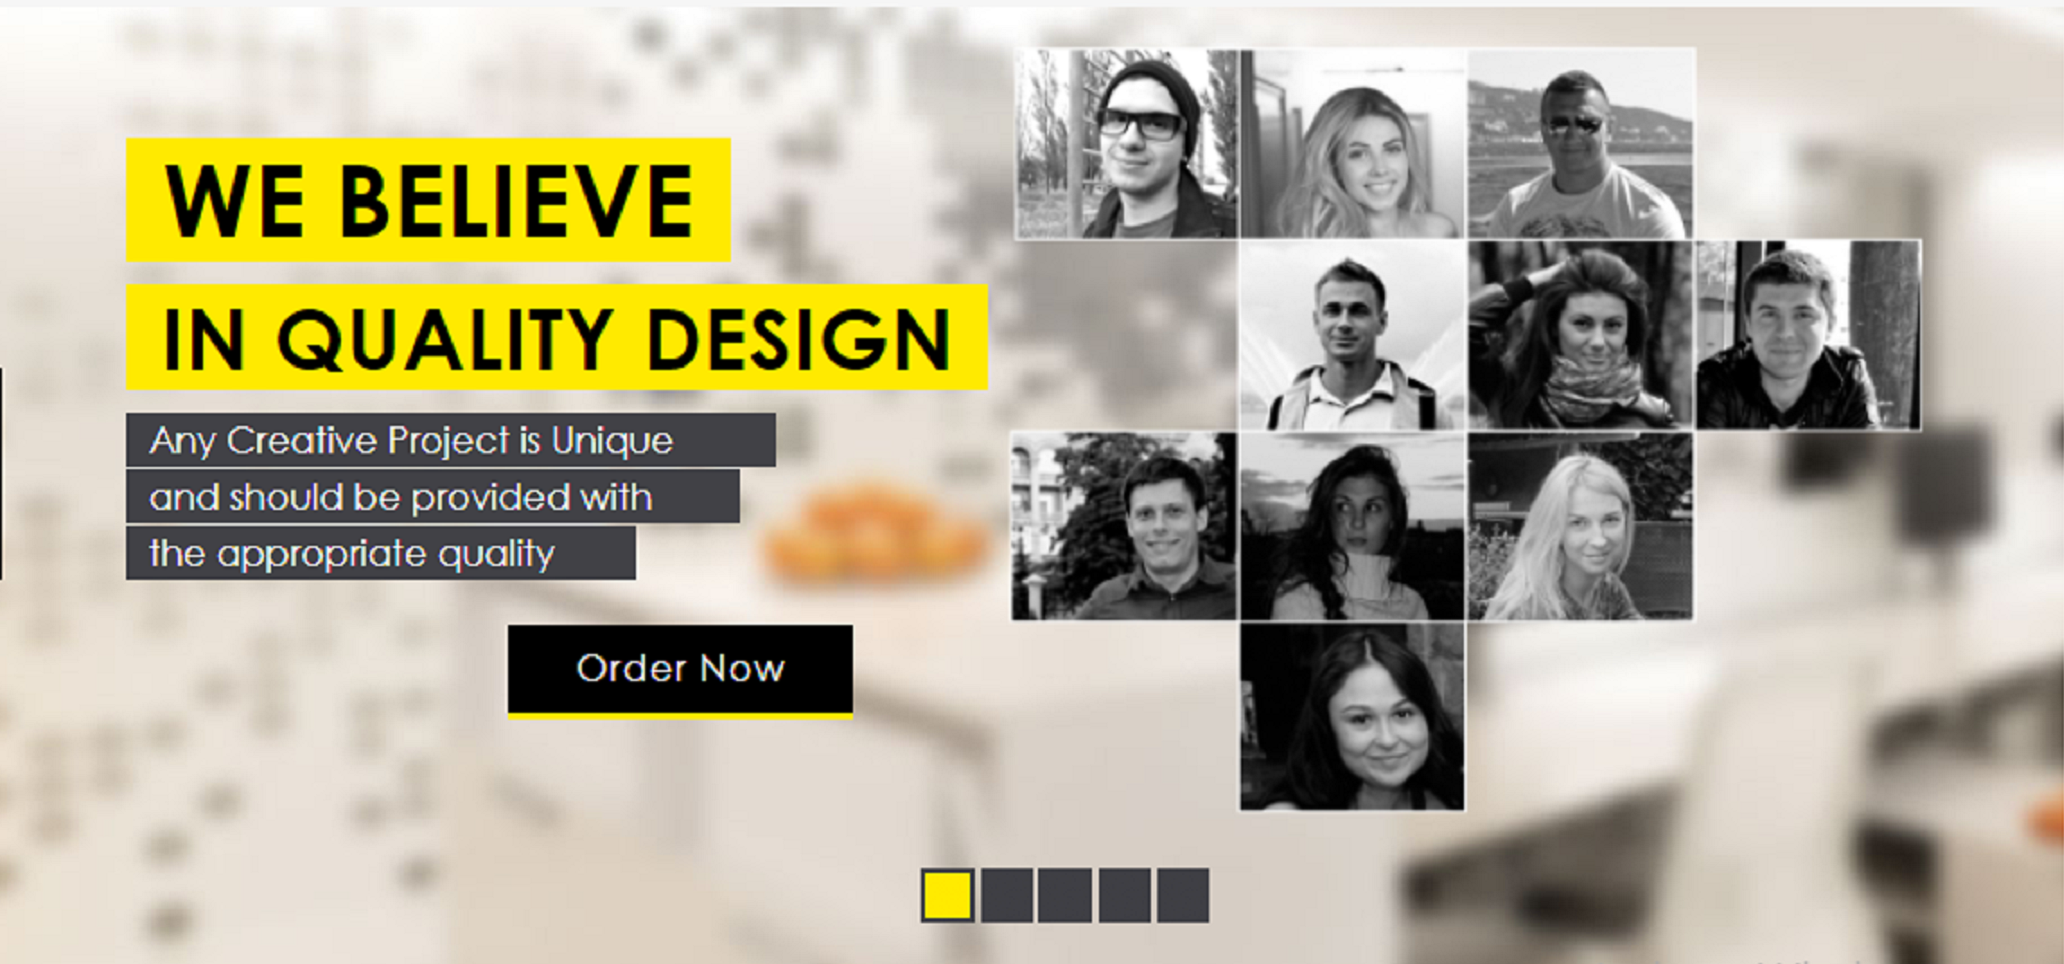 WE BELIEVE
IN QUALITY DESIGN
Any Creative Project is Unique
and should be provided with
the appropriate quality
Order Now